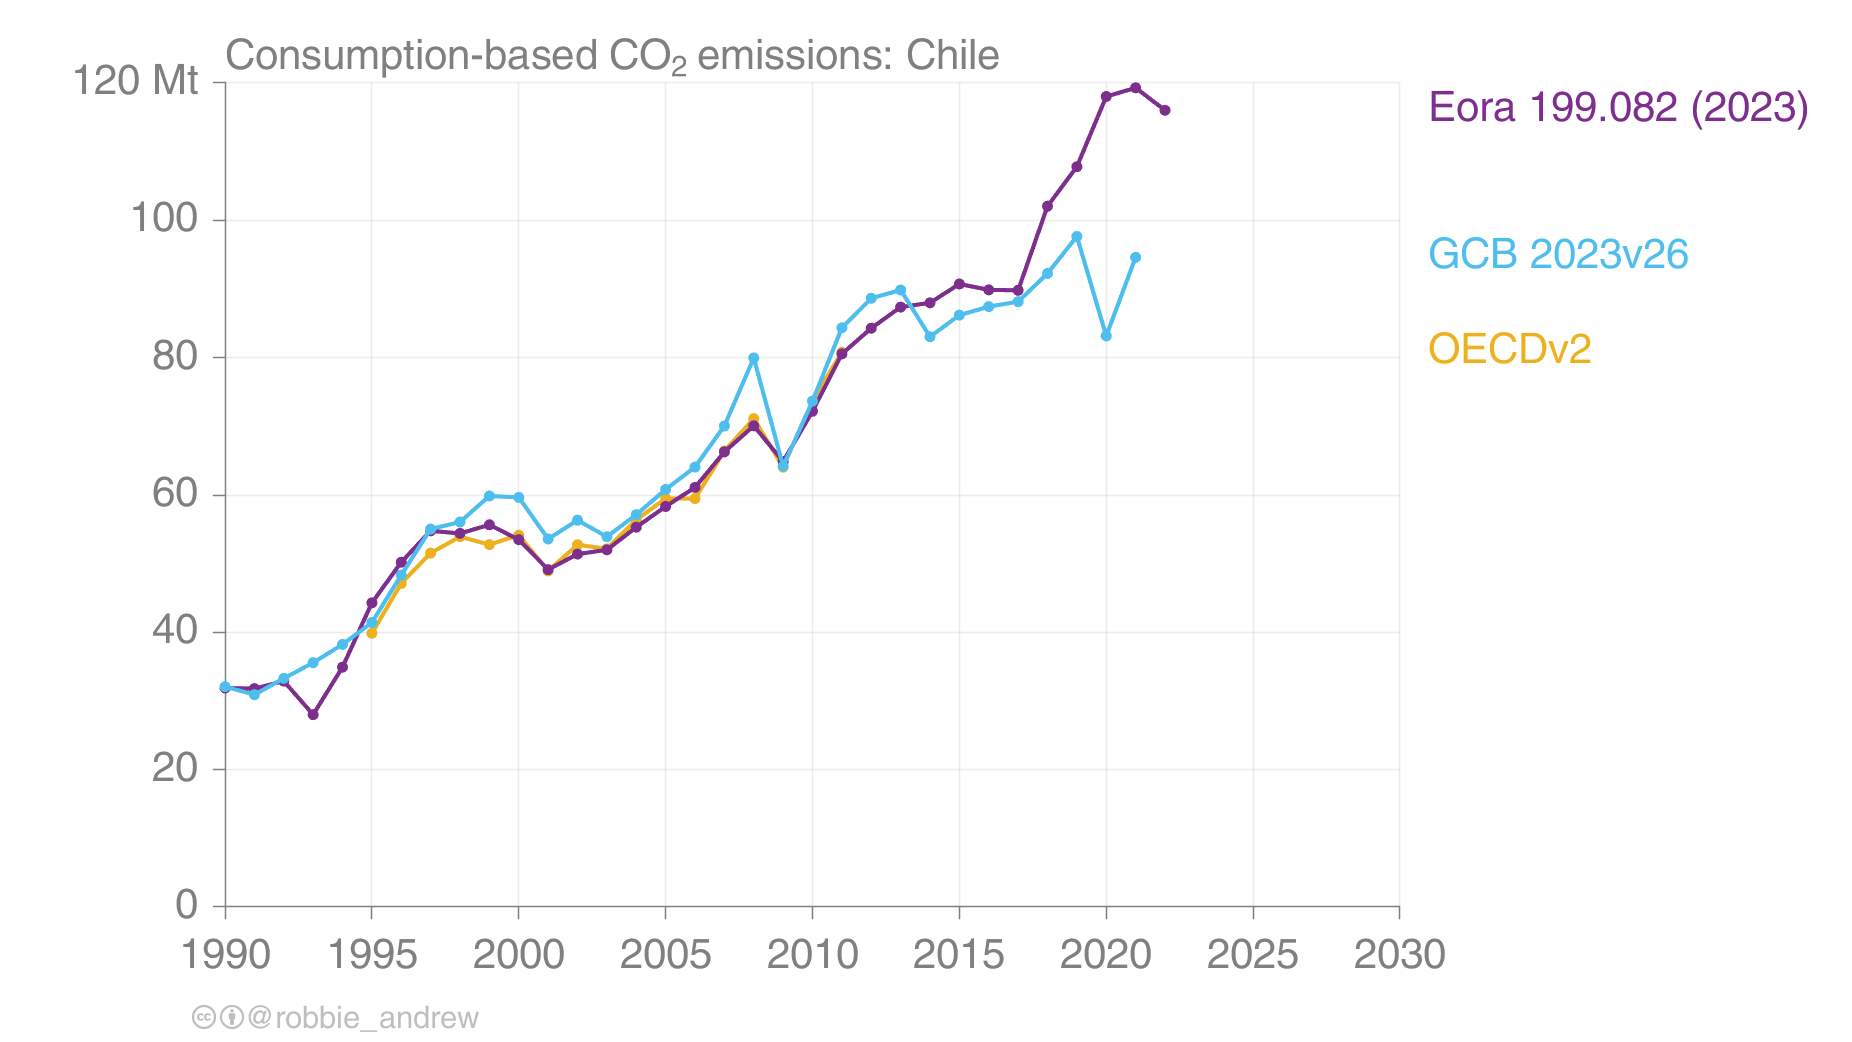 Consumption-based CO₂ emissions: Chile
120 Mt
100
80
60
40
20
0
1990 1995 2000 2005 2010 2015 2020 2025 2030
Eora 199.082 (2023)
GCB 2023v26
OECDv2
@robbie_andrew